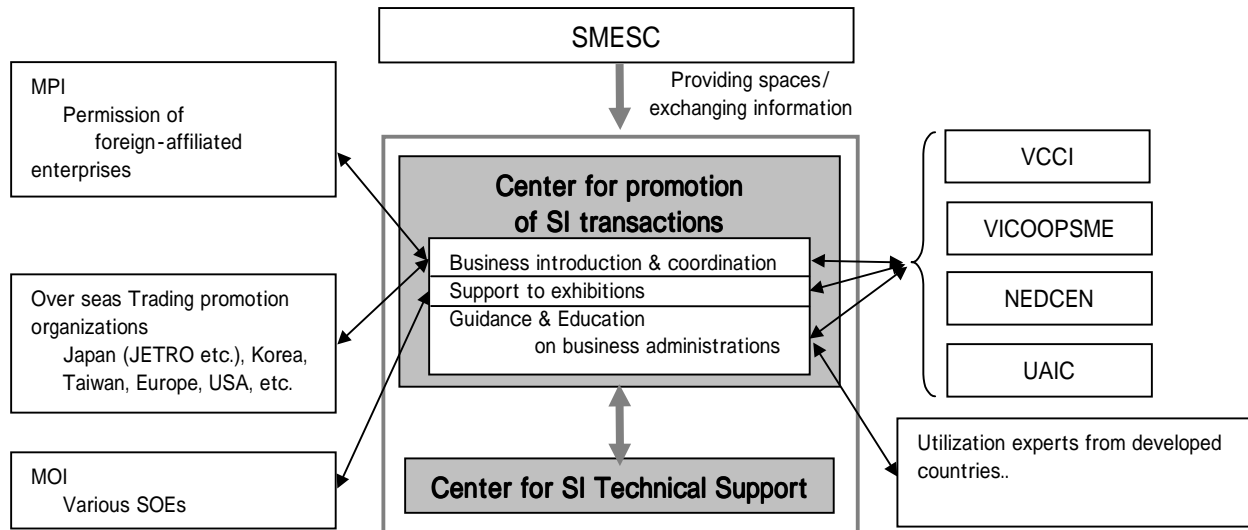 SMESC
Providing spaces/
exchanging information
MPI
Permission of
foreign-affiliated
enterprises
Over seas Trading promotion
organizations
Japan (JETRO etc.), Korea,
Taiwan, Europe, USA, etc.
MOI
Various SOEs
Center for promotion
of SI transactions
Business introduction & coordination
Support to exhibitions
Guidance & Education
on business administrations
Center for SI Technical Support
VCCI
VICOOPSME
NEDCEN
UAIC
Utilization experts from developed
countries..